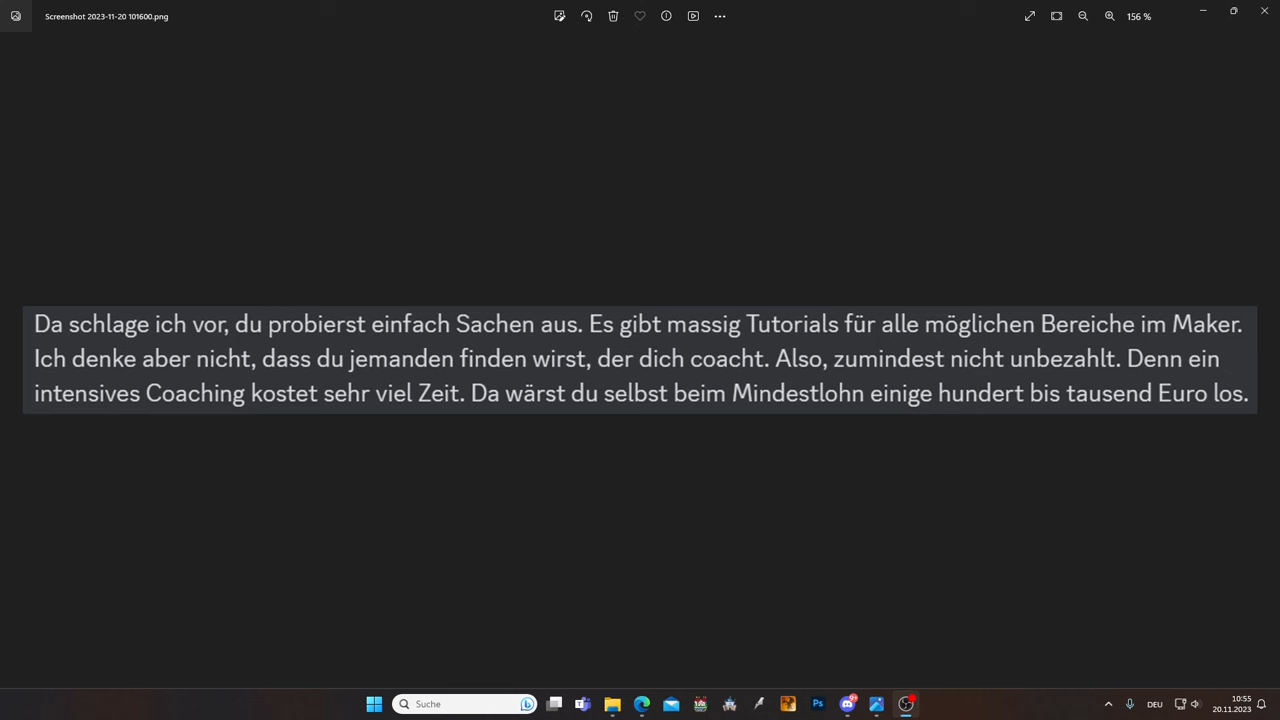 Screenshot 2023-11-20 101600.png
156 %
Da schlage ich vor, du probierst einfach Sachen aus. Es gibt massig Tutorials für alle möglichen Bereiche im Maker.
Ich denke aber nicht, dass du jemanden finden wirst, der dich coacht. Also, zumindest nicht unbezahlt. Denn ein
intensives Coaching kostet sehr viel Zeit. Da wärst du selbst beim Mindestlohn einige hundert bis tausend Euro los.
Suche
Ps
9+
DEU
10:55
20.11.2023